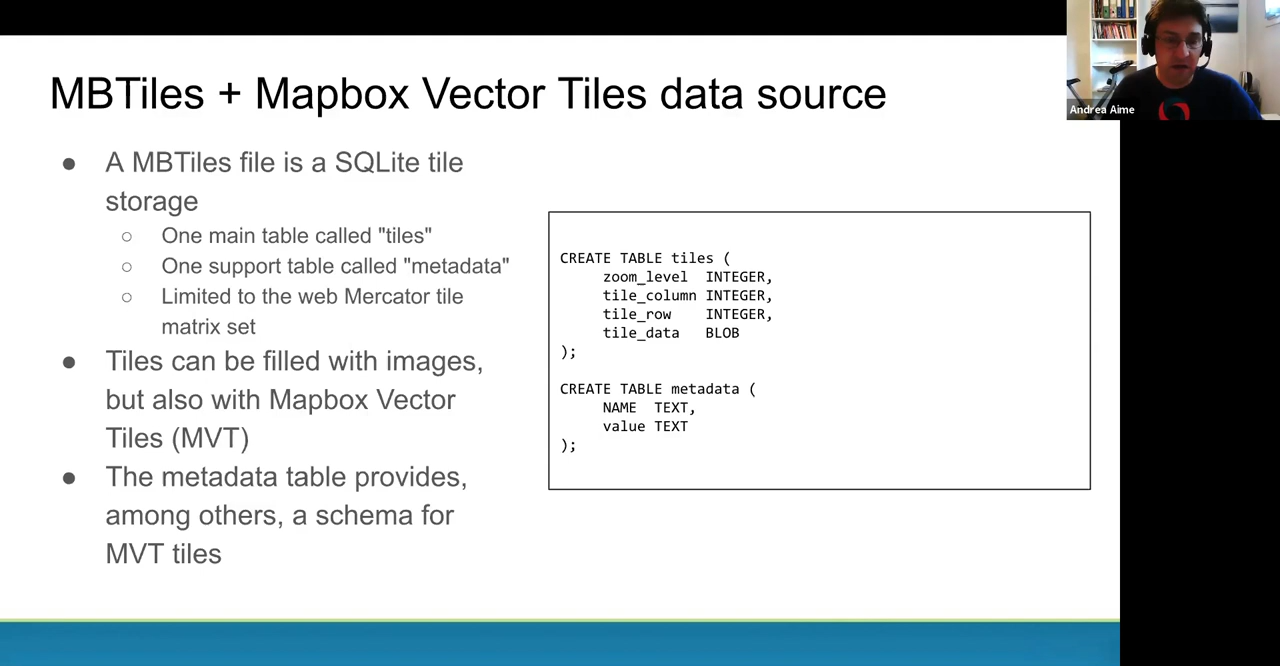 MBTiles + Mapbox Vector Tiles data source
Andrea Aime
● A MBTiles file is a SQLite tile
storage
○ One main table called "tiles"
○ One support table called "metadata"
○ Limited to the web Mercator tile
matrix set
● Tiles can be filled with images,
but also with Mapbox Vector
Tiles (MVT)
● The metadata table provides,
among others, a schema for
MVT tiles
CREATE TABLE tiles (
zoom_level INTEGER,
tile_column INTEGER,
tile_row INTEGER,
tile_data BLOB
);
CREATE TABLE metadata (
NAME TEXT,
value TEXT
);